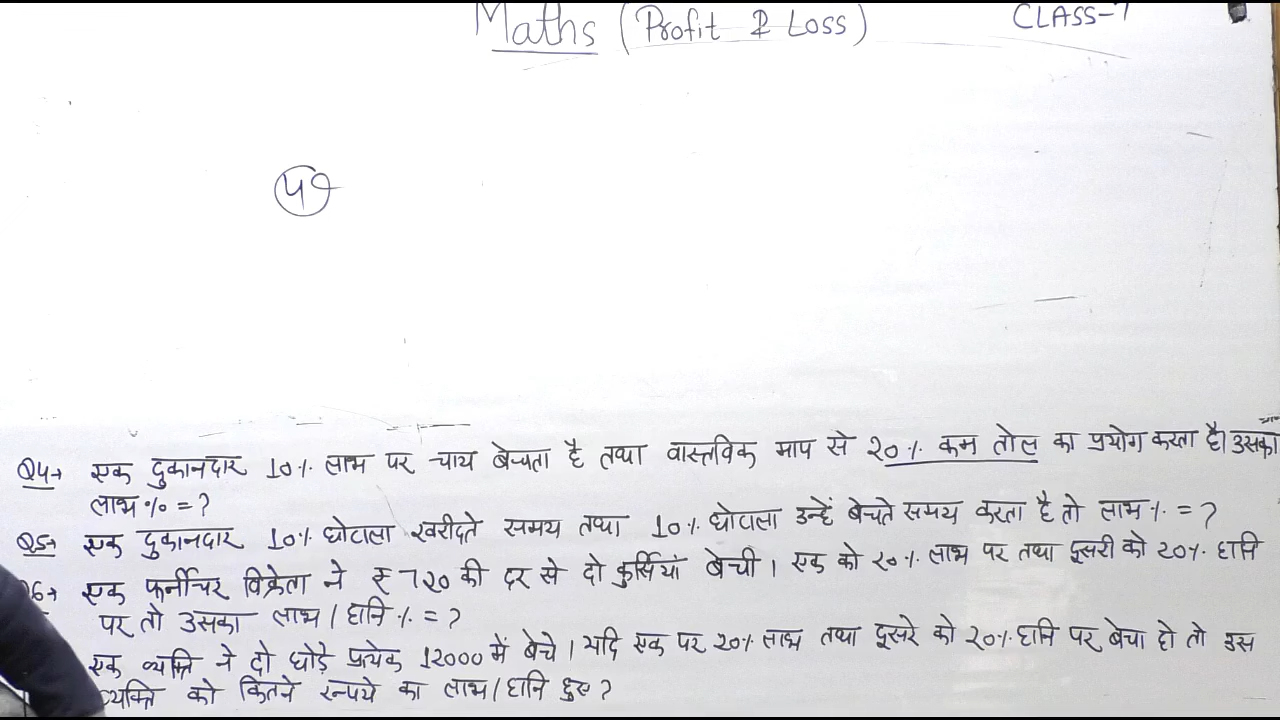 Maths (Profit & Loss)
CLASS-7
Q4→ एक दुकानदार 10% लाभ पर चाय बेचता है तथा वास्तविक माप से 20% कम तोल का प्रयोग करता है। उसका
लाभ % = ?
Q5→ एक दुकानदार 10% घोटाला खरीदते समय तथा 10% घोटाला उन्हें बेचते समय करता है तो लाभ % = ?
Q6→ एक फर्नीचर विक्रेता ने ₹720 की दर से दो कुर्सियां बेची। एक को 20% लाभ पर तथा दूसरी को 20% हानि
पर तो उसका लाभ / हानि % = ?
एक व्यक्ति ने दो घोड़े प्रत्येक 12000 में बेचे। यदि एक पर 20% लाभ तथा दूसरे को 20% हानि पर बेचा हो तो उस
व्यक्ति को कितने रूपये का लाभ / हानि हुए ?